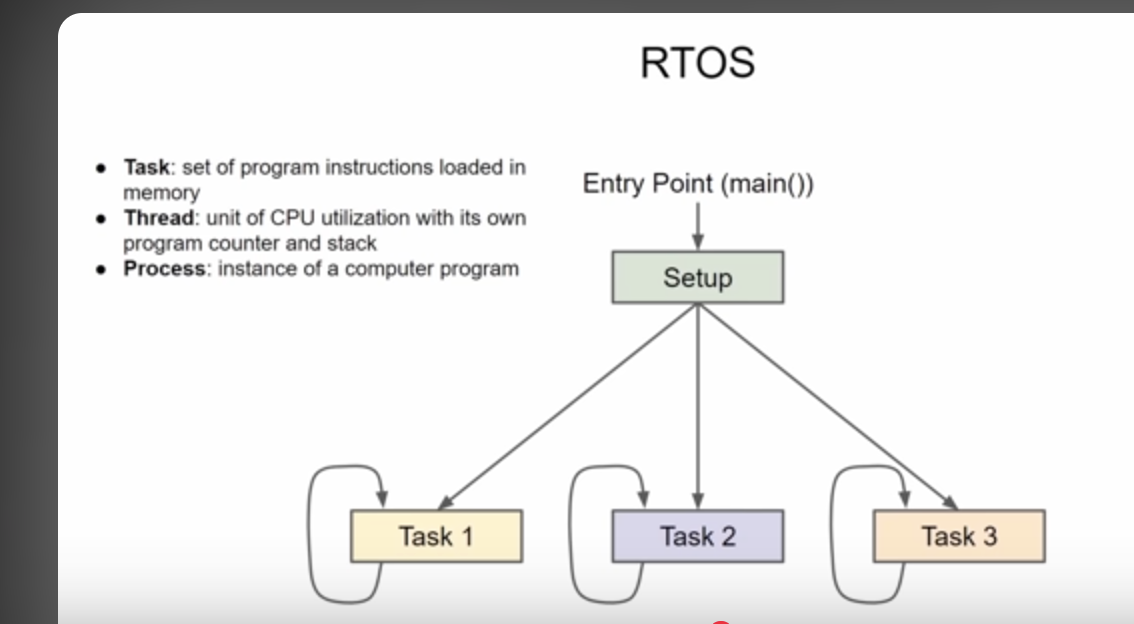 RTOS
● Task: set of program instructions loaded in
memory
● Thread: unit of CPU utilization with its own
program counter and stack
● Process: instance of a computer program
Entry Point (main())
Setup
Task 1
Task 2
Task 3